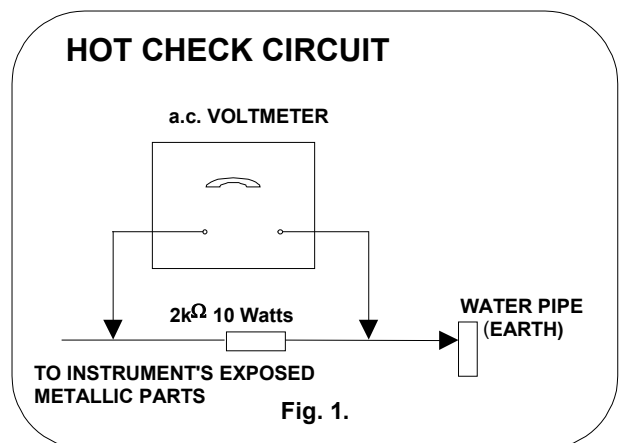 HOT CHECK CIRCUIT
a.c. VOLTMETER
2kΩ 10 Watts
WATER PIPE
(EARTH)
TO INSTRUMENT'S EXPOSED
METALLIC PARTS
Fig. 1.